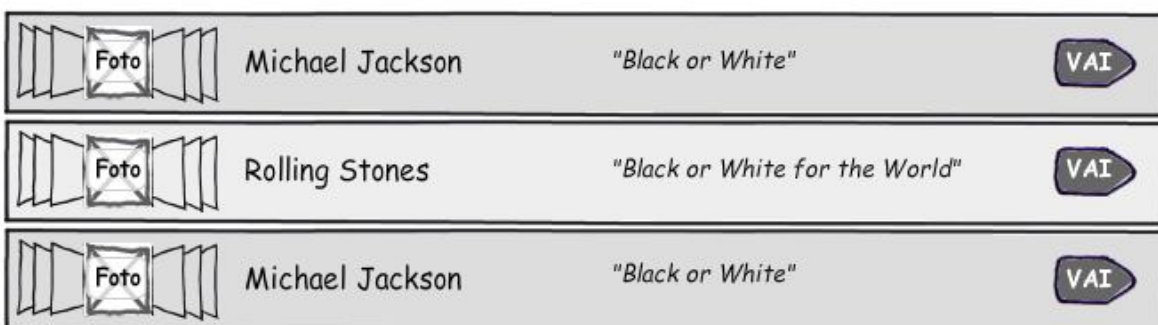 Foto Michael Jackson "Black or White" VAI
Foto Rolling Stones "Black or White for the World" VAI
Foto Michael Jackson "Black or White" VAI